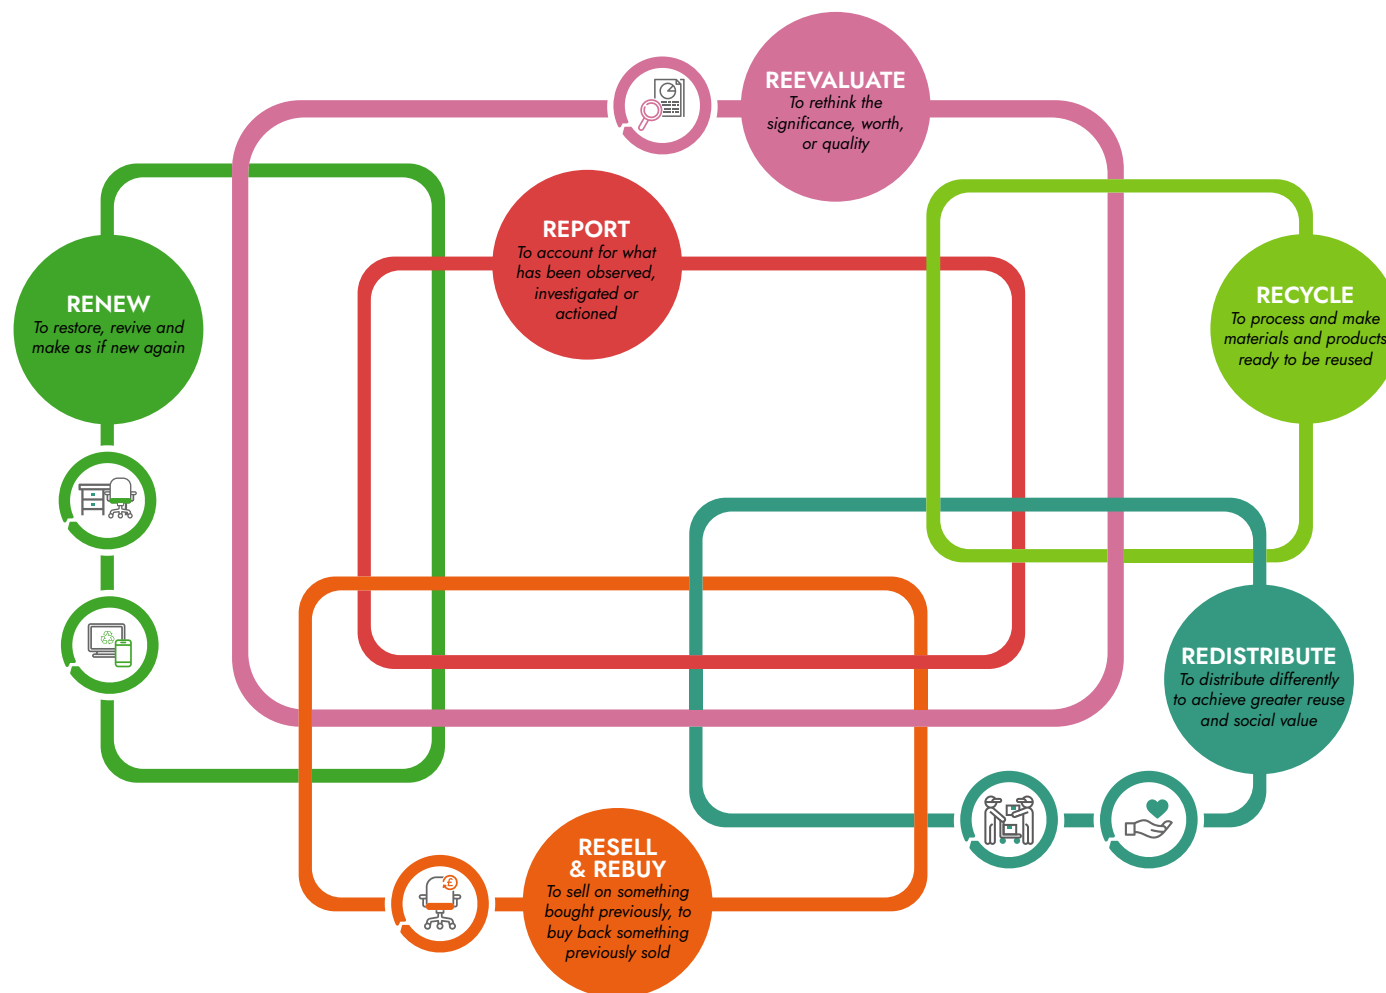 REEVALUATE
To rethink the
significance, worth,
or quality
REPORT
To account for what
has been observed,
investigated or
actioned
RENEW
To restore, revive and
make as if new again
RECYCLE
To process and make
materials and products
ready to be reused
REDISTRIBUTE
To distribute differently
to achieve greater reuse
and social value
RESELL
& REBUY
To sell on something
bought previously, to
buy back something
previously sold
£